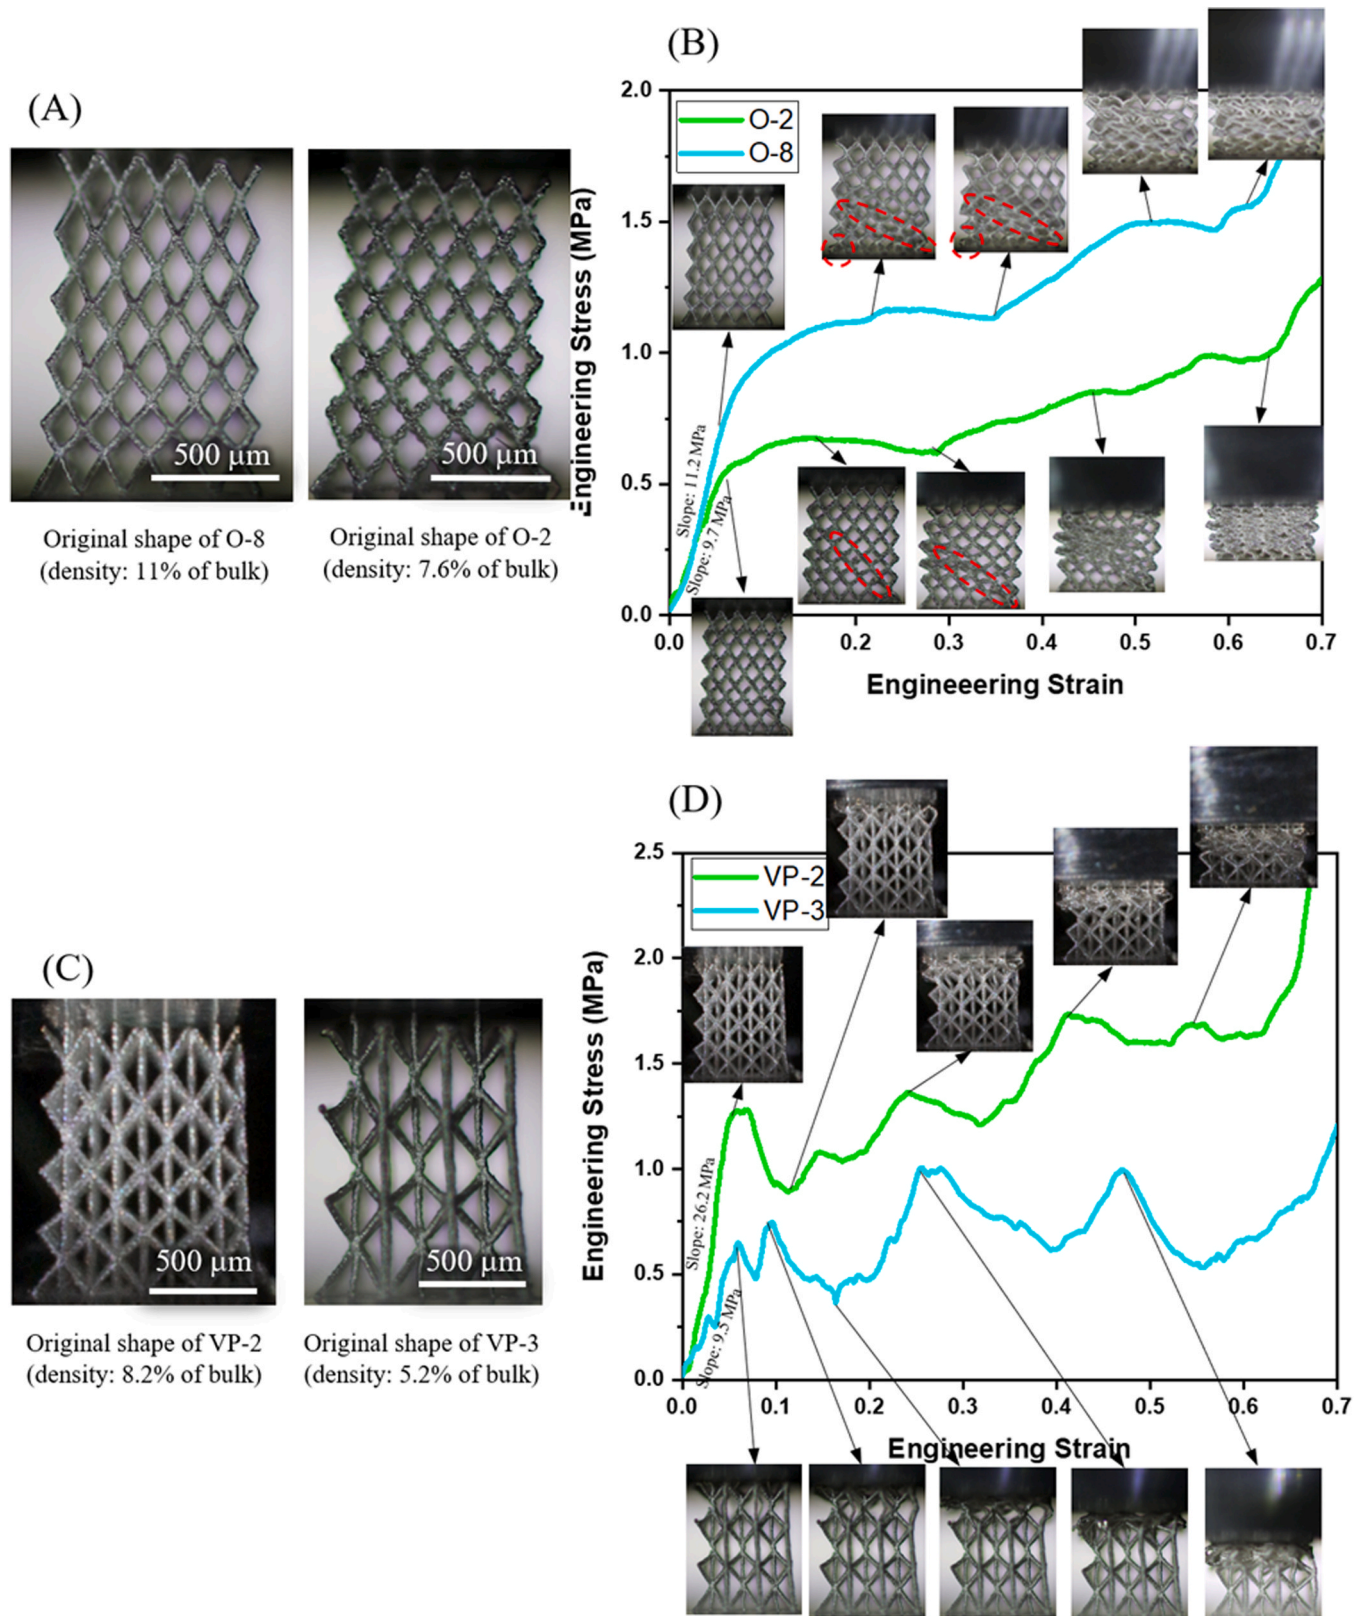 (A)
500 µm
500 µm
Original shape of O-8
(density: 11% of bulk)
Original shape of O-2
(density: 7.6% of bulk)
(B)
O-2
O-8
2.0
1.5
1.0
0.5
0.0
Engineering Stress (MPa)
Slope: 11.2 MPa
Slope: 9.7 MPa
0.0
0.2
0.3
0.4
0.5
0.6
0.7
Engineeering Strain
(C)
500 µm
500 µm
Original shape of VP-2
(density: 8.2% of bulk)
Original shape of VP-3
(density: 5.2% of bulk)
(D)
VP-2
VP-3
2.5
2.0
1.5
1.0
0.5
0.0
Engineering Stress (MPa)
Slope: 26.2 MPa
Slope: 9.5 MPa
0.0
0.1
0.2
0.3
0.4
0.5
0.6
0.7
Engineering Strain